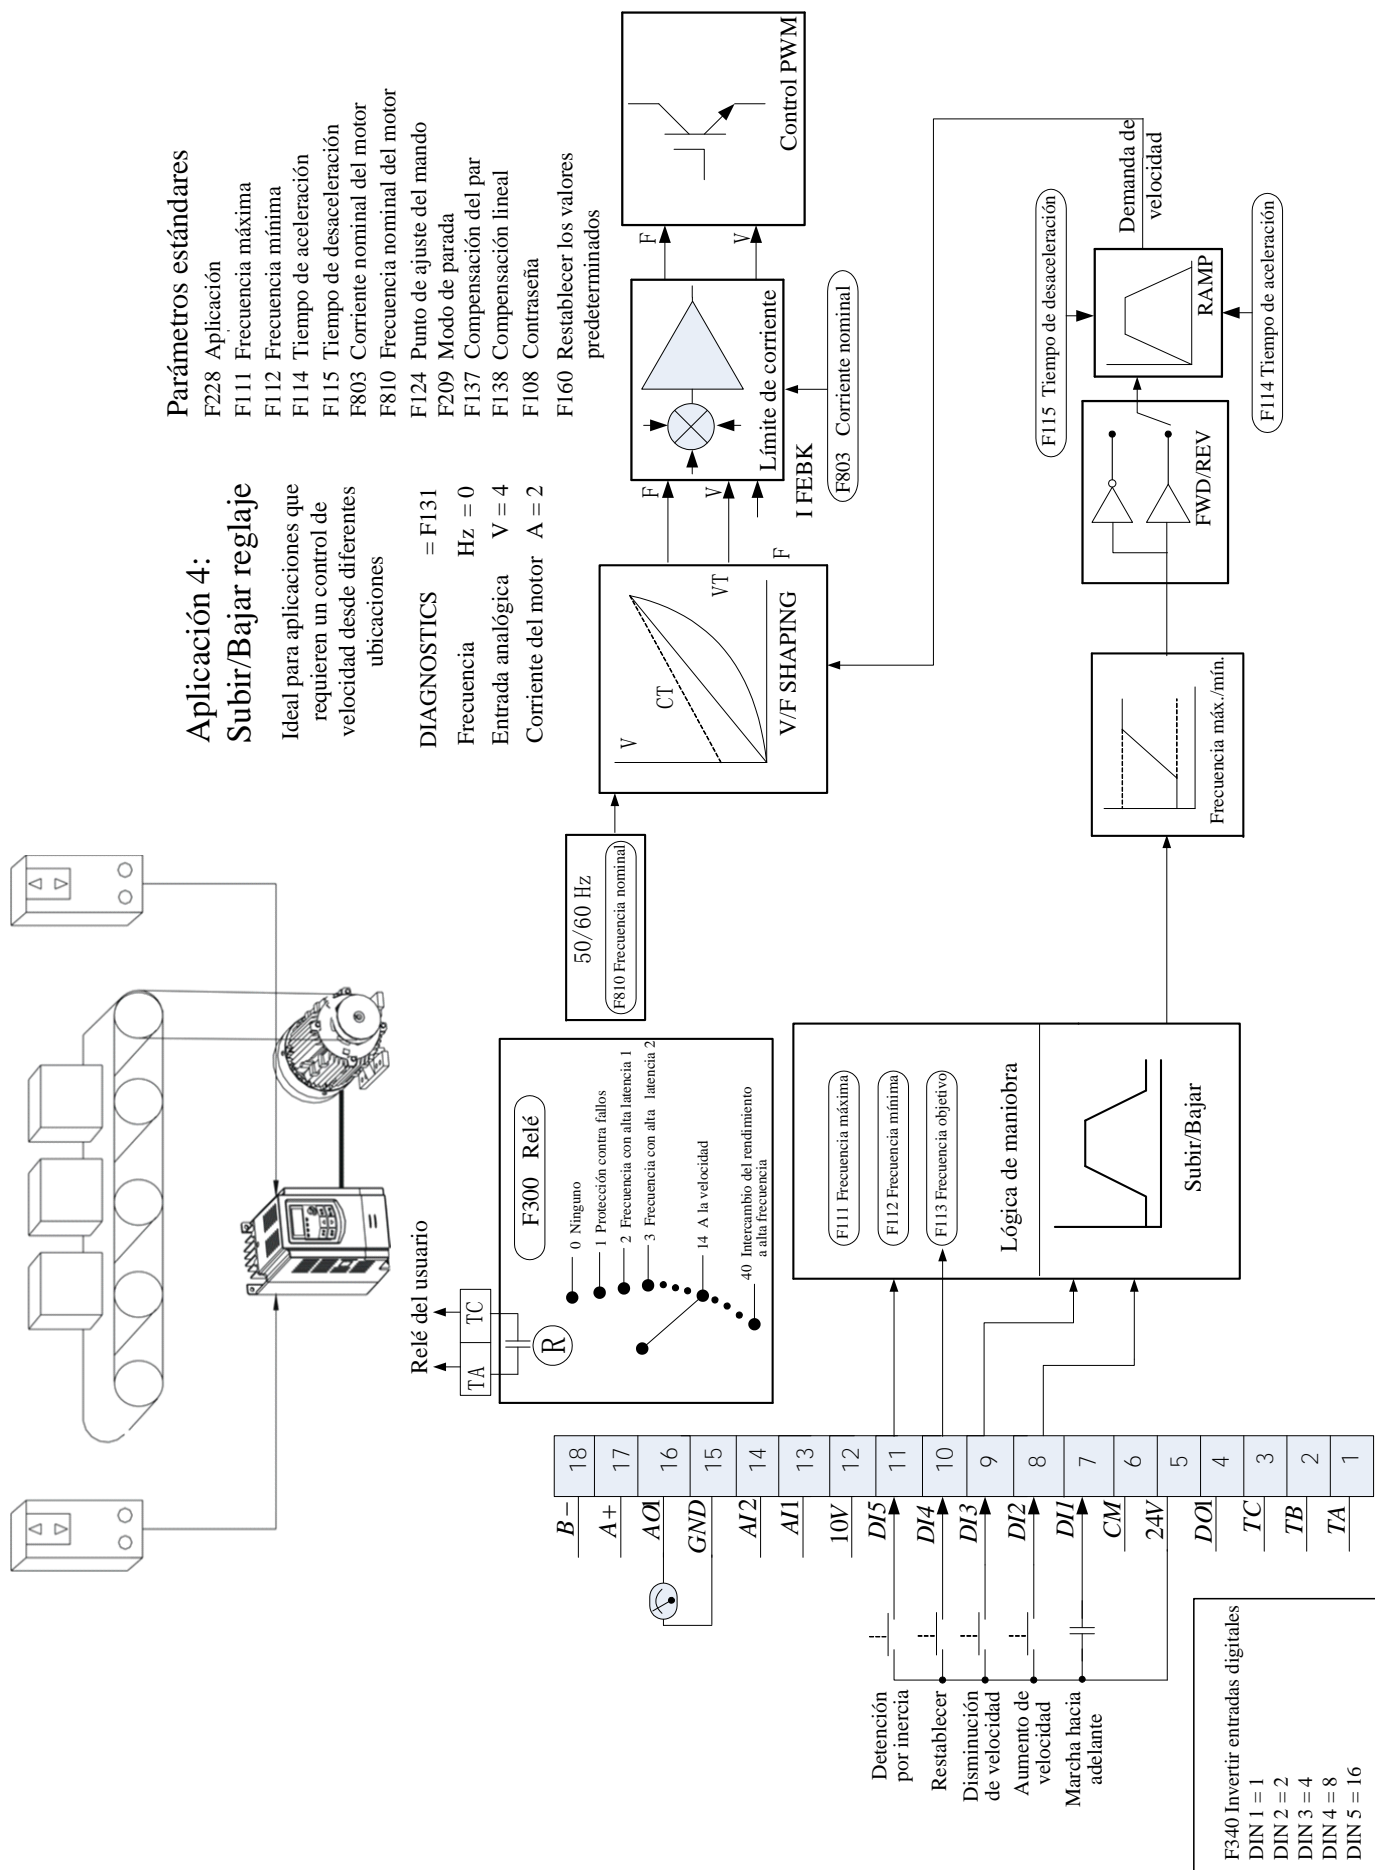 Aplicación 4:
Subir/Bajar reglaje
Ideal para aplicaciones que
requieren un control de
velocidad desde diferentes
ubicaciones
DIAGNOSTICS = F131
Frecuencia Hz = 0
Entrada analógica V = 4
Corriente del motor A = 2
Parámetros estándares
F228 Aplicación
F111 Frecuencia máxima
F112 Frecuencia mínima
F114 Tiempo de aceleración
F115 Tiempo de desaceleración
F803 Corriente nominal del motor
F810 Frecuencia nominal del motor
F124 Punto de ajuste del mando
F209 Modo de parada
F137 Compensación del par
F138 Compensación lineal
F108 Contraseña
F160 Restablecer los valores
predeterminados
Relé del usuario
TA
TC
R
F300 Relé
0 Ninguno
1 Protección contra fallos
2 Frecuencia con alta latencia 1
3 Frecuencia con alta latencia 2
14 A la velocidad
40 Intercambio del rendimiento
a alta frecuencia
50/60 Hz
F810 Frecuencia nominal
V
CT
VT
F
V/F SHAPING
F
V
I FEBK
Límite de corriente
F803 Corriente nominal
F
V
Control PWM
B-
18
A+
17
AO1
16
GND
15
AI2
14
AI1
13
10V
12
DI5
11
DI4
10
DI3
9
DI2
8
DI1
7
CM
6
24V
5
DO1
4
TC
3
TB
2
TA
1
Detención
por inercia
Restablecer
Disminución
de velocidad
Aumento de
velocidad
Marcha hacia
adelante
F111 Frecuencia máxima
F112 Frecuencia mínima
F113 Frecuencia objetivo
Lógica de maniobra
Subir/Bajar
Frecuencia máx./mín.
FWD/REV
F115 Tiempo de desaceleración
RAMP
F114 Tiempo de aceleración
Demanda de
velocidad
F340 Invertir entradas digitales
DIN 1 = 1
DIN 2 = 2
DIN 3 = 4
DIN 4 = 8
DIN 5 = 16